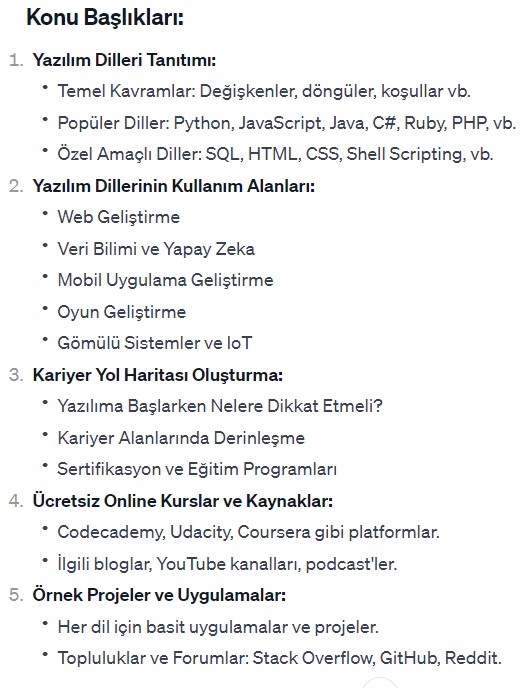 Konu Başlıkları:
1. Yazılım Dilleri Tanıtımı:
• Temel Kavramlar: Değişkenler, döngüler, koşullar vb.
• Popüler Diller: Python, JavaScript, Java, C#, Ruby, PHP, vb.
• Özel Amaçlı Diller: SQL, HTML, CSS, Shell Scripting, vb.
2. Yazılım Dillerinin Kullanım Alanları:
• Web Geliştirme
• Veri Bilimi ve Yapay Zeka
• Mobil Uygulama Geliştirme
• Oyun Geliştirme
• Gömülü Sistemler ve IoT
3. Kariyer Yol Haritası Oluşturma:
• Yazılıma Başlarken Nelere Dikkat Etmeli?
• Kariyer Alanlarında Derinleşme
• Sertifikasyon ve Eğitim Programları
4. Ücretsiz Online Kurslar ve Kaynaklar:
• Codecademy, Udacity, Coursera gibi platformlar.
• İlgili bloglar, YouTube kanalları, podcast'ler.
5. Örnek Projeler ve Uygulamalar:
• Her dil için basit uygulamalar ve projeler.
• Topluluklar ve Forumlar: Stack Overflow, GitHub, Reddit.